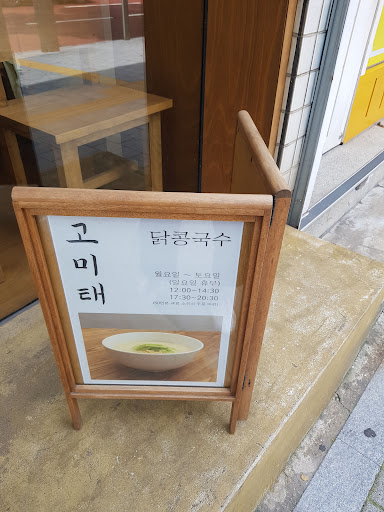 고미태
닭콩국수
월요일 ~ 토요일
(일요일 휴무)
12:00~14:30
17:30~20:30